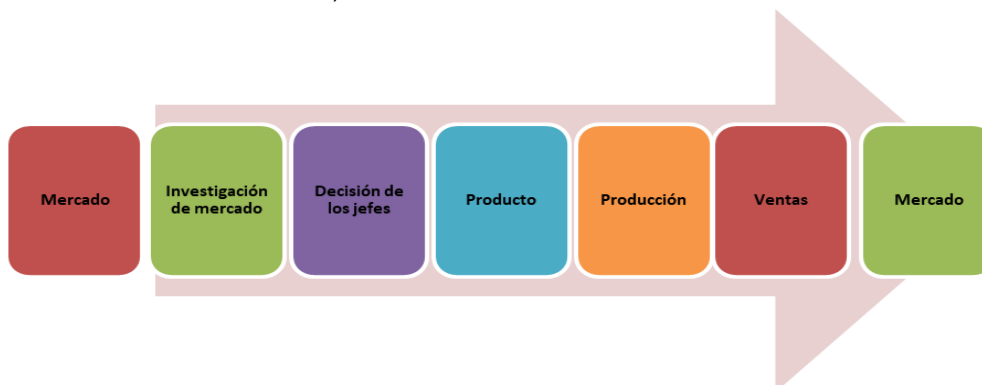 Mercado
Investigación
de mercado
Decisión de
los jefes
Producto
Producción
Ventas
Mercado